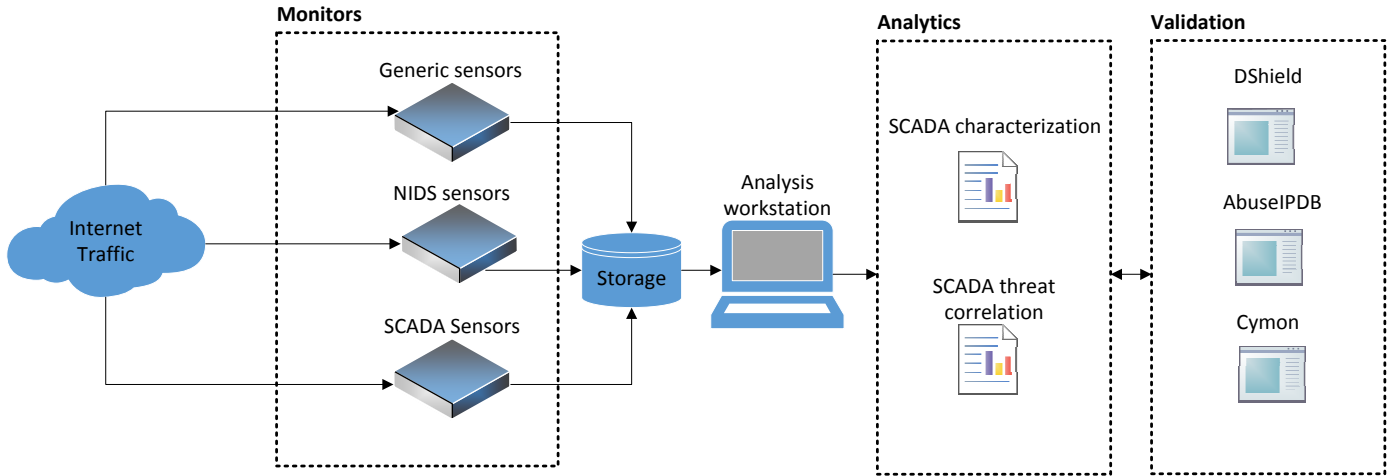 Monitors
Generic sensors
NIDS sensors
SCADA Sensors
Internet
Traffic
Storage
Analysis
workstation
Analytics
SCADA characterization
SCADA threat
correlation
Validation
DShield
AbuseIPDB
Cymon